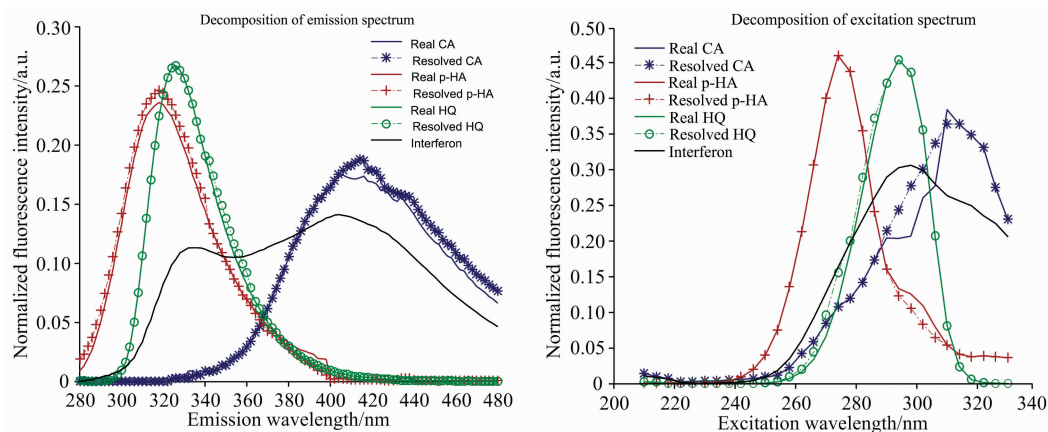 Decomposition of emission spectrum
Normalized fluorescence intensity/a.u.
0.30
0.25
0.20
0.15
0.10
0.05
0
280 300 320 340 360 380 400 420 440 460 480
Emission wavelength/nm
Real CA
Resolved CA
Real p-HA
Resolved p-HA
Real HQ
Resolved HQ
Interferon
Decomposition of excitation spectrum
Normalized fluorescence intensity/a.u.
0.50
0.45
0.40
0.35
0.30
0.25
0.20
0.15
0.10
0.05
0
200 220 240 260 280 300 320 340
Excitation wavelength/nm
Real CA
Resolved CA
Real p-HA
Resolved p-HA
Real HQ
Resolved HQ
Interferon